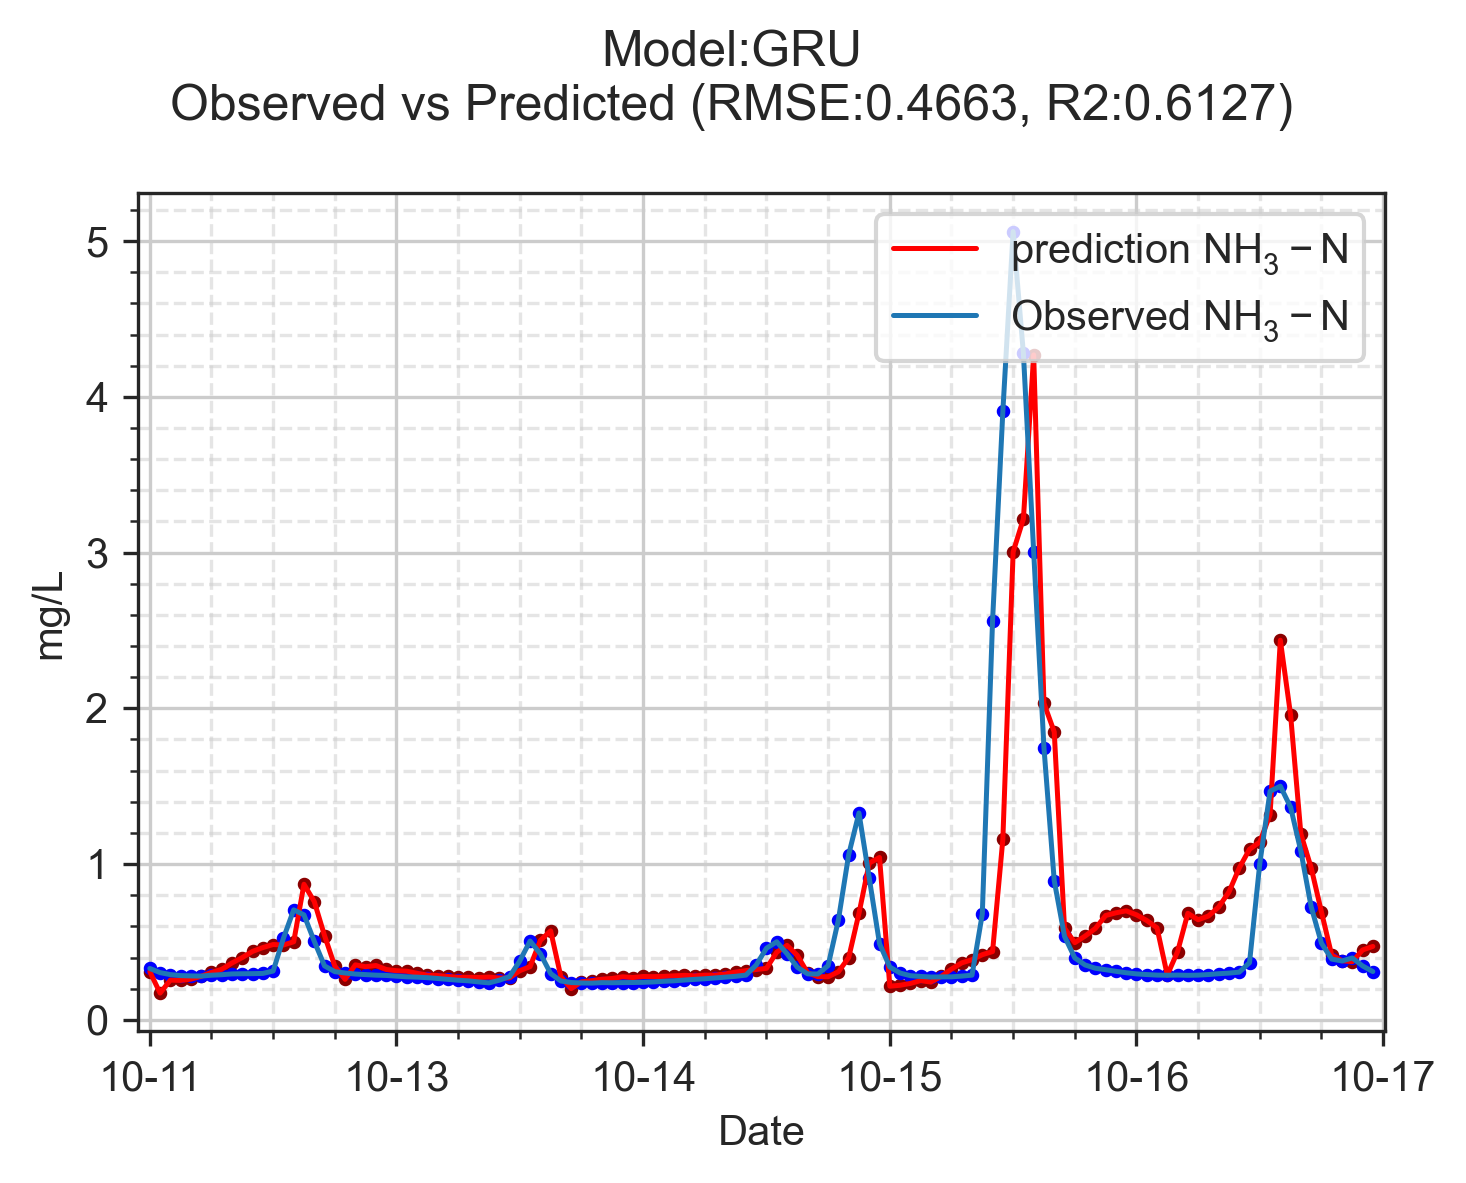 Model:GRU
Observed vs Predicted (RMSE:0.4663, R2:0.6127)
prediction NH₃ − N
Observed NH₃ − N
5
4
3
2
1
0
mg/L
10-11 10-13 10-14 10-15 10-16 10-17
Date